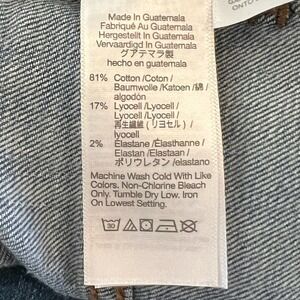 Made In Guatemala
Fabriqué Au Guatemala
Hergestellt In Guatemala
Vervaardigd In Guatemala
グアテマラ製
hecho en guatemala
81% Cotton /Coton /
Baumwolle /Katoen /綿 /
algodón
17% Lyocell /Lyocell /
Lyocell /Lyocell /
再生繊維 (リヨセル) /
lyocell
2% Elastane /Élasthanne /
Elastan /Elastaan /
ポリウレタン /elastano
Machine Wash Cold With Like
Colors. Non-Chlorine Bleach
Only. Tumble Dry Low. Iron
On Lowest Setting.
30
ONTO